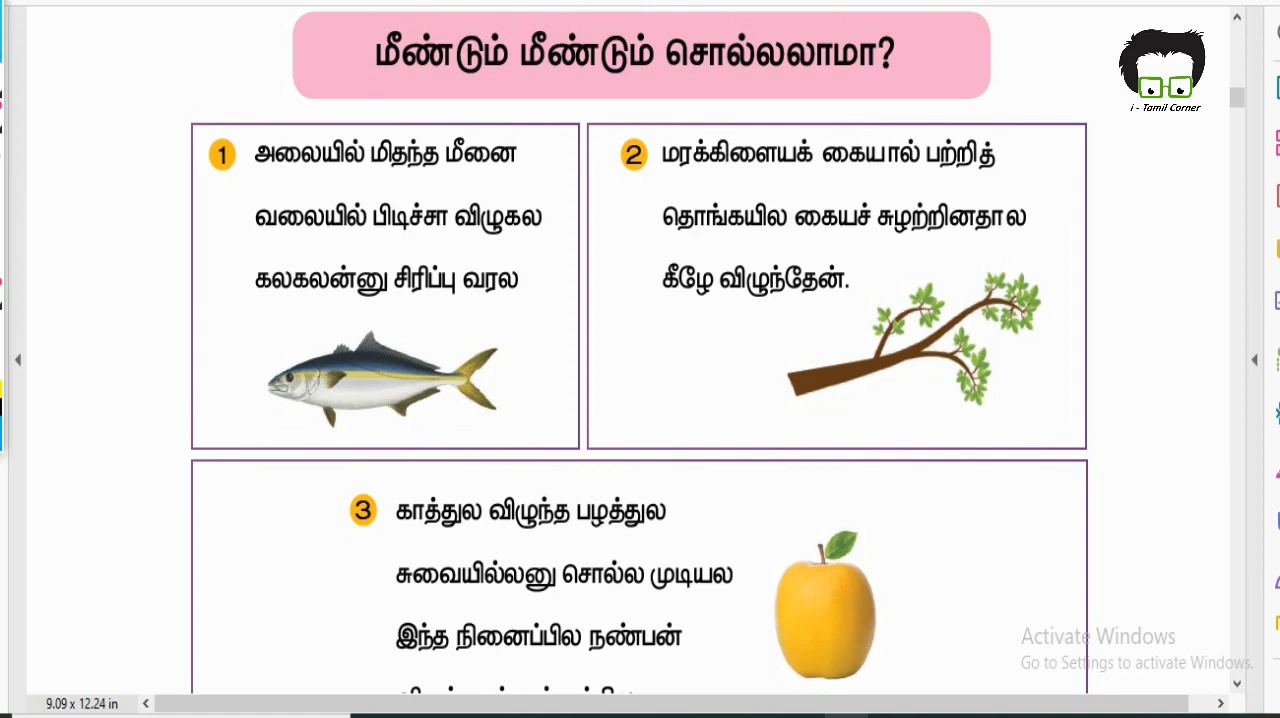 மீண்டும் மீண்டும் சொல்லலாமா?
i - Tamil Corner
1 அலையில் மிதந்த மீனை
வலையில் பிடிச்சா விழுகல
கலகலன்னு சிரிப்பு வரல
2 மரக்கிளையக் கையால் பற்றித்
தொங்கயில கையச் சுழற்றினதால
கீழே விழுந்தேன்.
3 காத்துல விழுந்த பழத்துல
சுவையில்லனு சொல்ல முடியல
இந்த நினைப்பில நண்பன்
Activate Windows
Go to Settings to activate Windows.
9.09 x 12.24 in